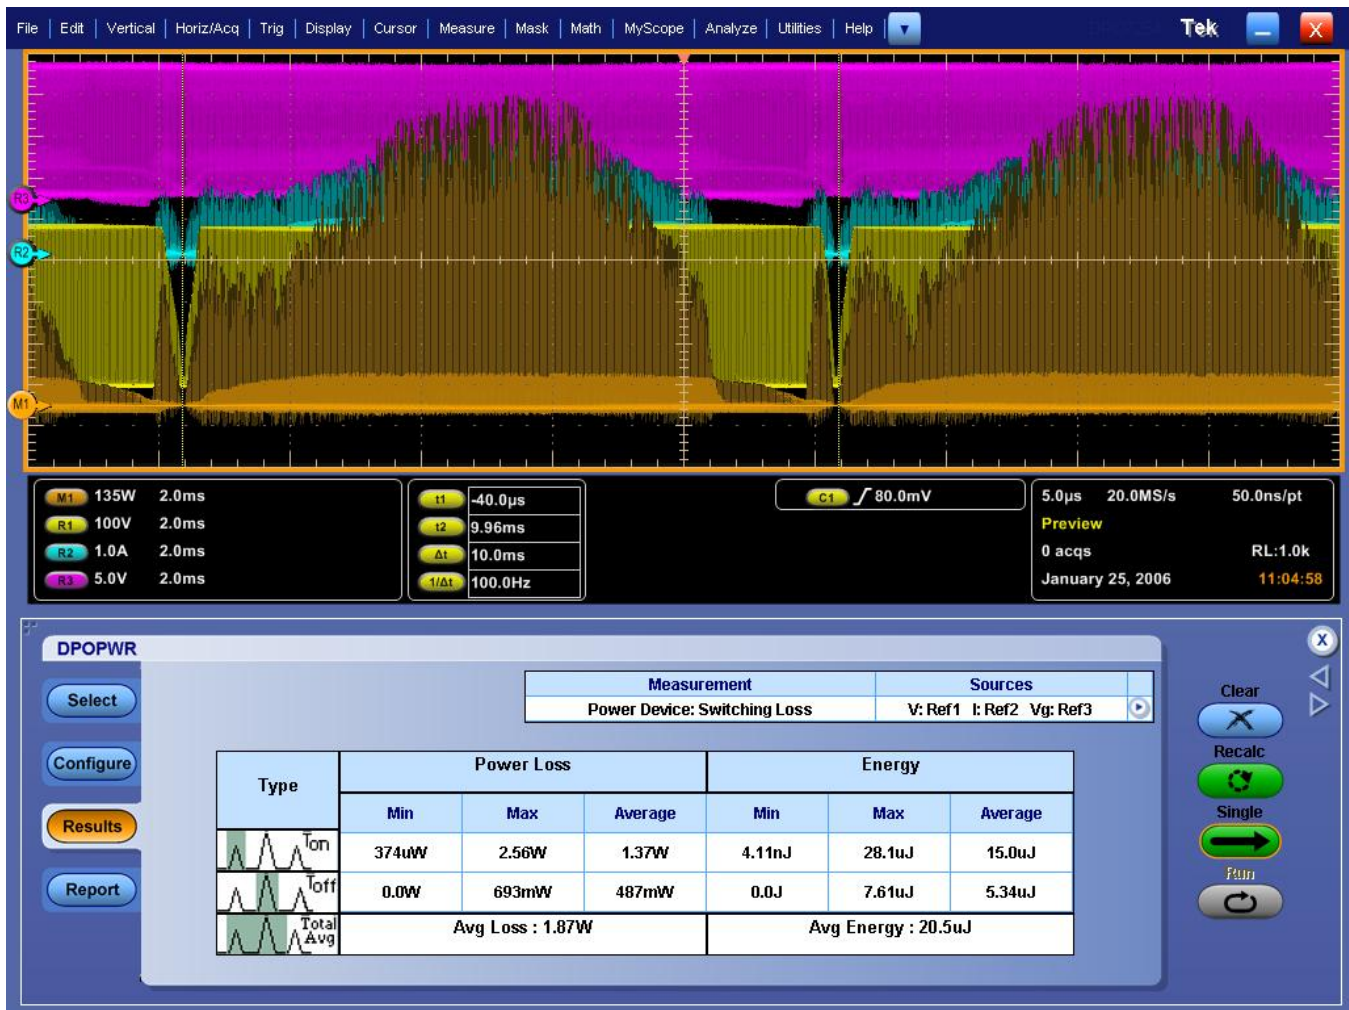 File | Edit | Vertical | Horiz/Acq | Trig | Display | Cursor | Measure | Mask | Math | MyScope | Analyze | Utilities | Help | Tek X
R3
R2
M1
M1 135W 2.0ms
R1 100V 2.0ms
R2 1.0A 2.0ms
R3 5.0V 2.0ms
t1 -40.0µs
t2 9.96ms
Δt 10.0ms
1/Δt 100.0Hz
C1 80.0mV
5.0µs 20.0MS/s 50.0ns/pt
Preview
0 acqs RL:1.0k
January 25, 2006 11:04:58
DPOPWR
X
Select
Configure
Results
Report
Measurement Sources
Power Device: Switching Loss V: Ref1 I: Ref2 Vg: Ref3
Type Power Loss Energy
Min Max Average Min Max Average
Ton 374uW 2.56W 1.37W 4.11nJ 28.1uJ 15.0uJ
Toff 0.0W 693mW 487mW 0.0J 7.61uJ 5.34uJ
Total Avg Avg Loss : 1.87W Avg Energy : 20.5uJ
Clear
Recalc
Single
Run